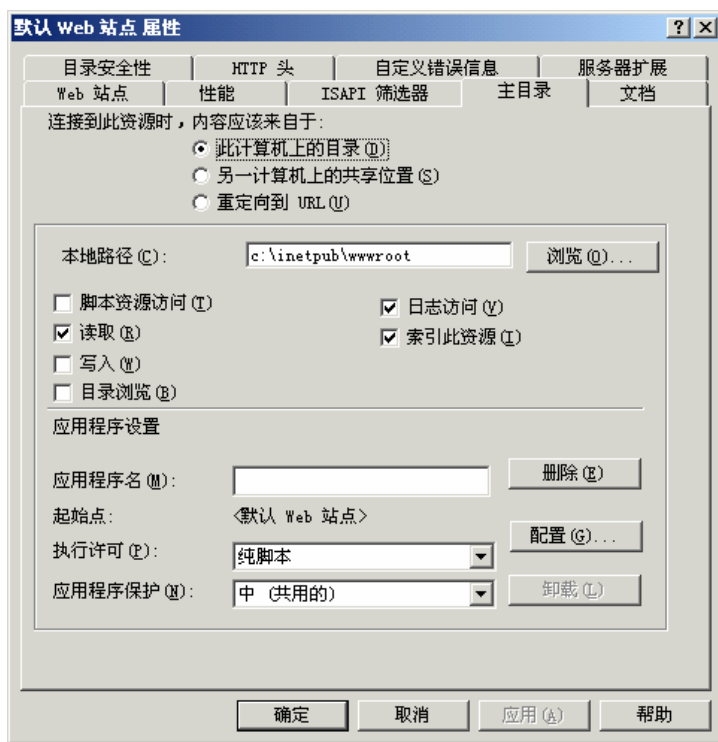 默认 Web 站点 属性
目录安全性 HTTP 头 自定义错误信息 服务器扩展
Web 站点 性能 ISAPI 筛选器 主目录 文档
连接到此资源时，内容应该来自于:
此计算机上的目录(D)
另一计算机上的共享位置(S)
重定向到 URL(U)
本地路径(C): c:\inetpub\wwwroot 浏览(O)...
脚本资源访问(T) 日志访问(V)
读取(R) 索引此资源(I)
写入(W)
目录浏览(B)
应用程序设置
应用程序名(M): 删除(E)
起始点: <默认 Web 站点>
配置(G)...
执行许可(P): 纯脚本
应用程序保护(N): 中 (共用的) 卸载(L)
确定 取消 应用(A) 帮助